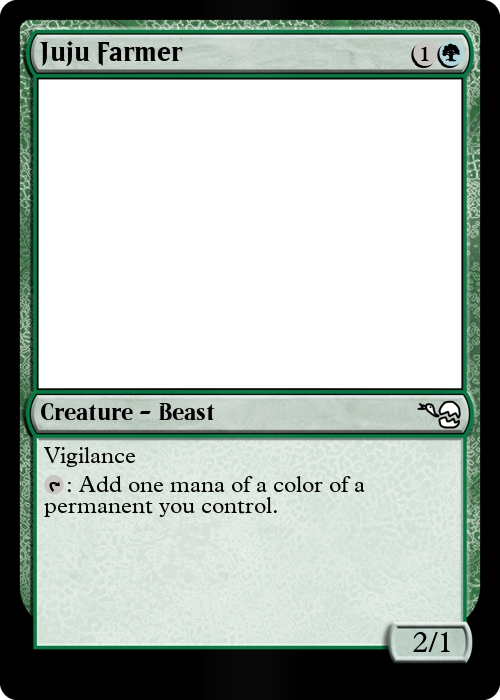 Juju Farmer 1
Creature – Beast
Vigilance
: Add one mana of a color of a
permanent you control.
2/1